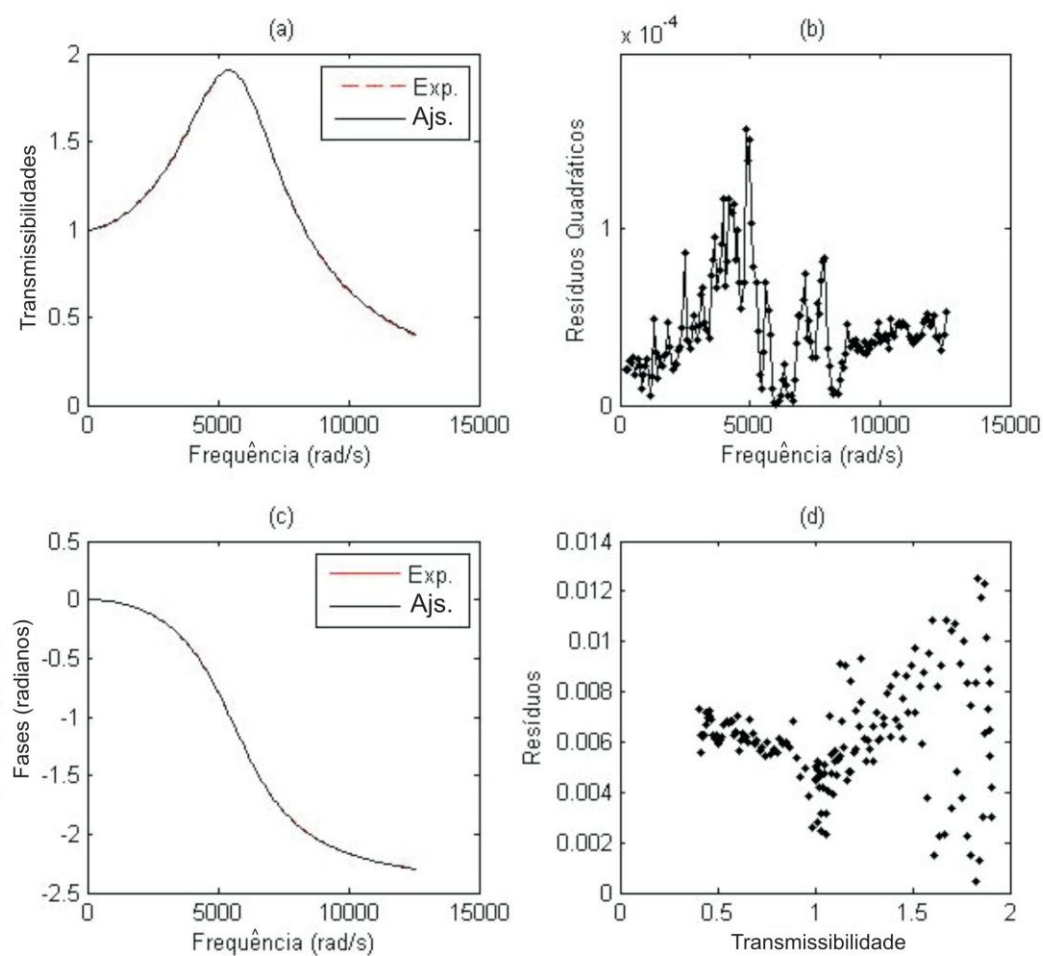 (a)
2
1.5
1
0.5
0
0
5000
10000
15000
Transmissibilidades
Frequência (rad/s)
Exp.
Ajs.
(b)
x 10^-4
1
0
0
5000
10000
15000
Resíduos Quadráticos
Frequência (rad/s)
(c)
0.5
0
-0.5
-1
-1.5
-2
-2.5
0
5000
10000
15000
Fases (radianos)
Frequência (rad/s)
Exp.
Ajs.
(d)
0.014
0.012
0.01
0.008
0.006
0.004
0.002
0
0
0.5
1
1.5
2
Resíduos
Transmissibilidade